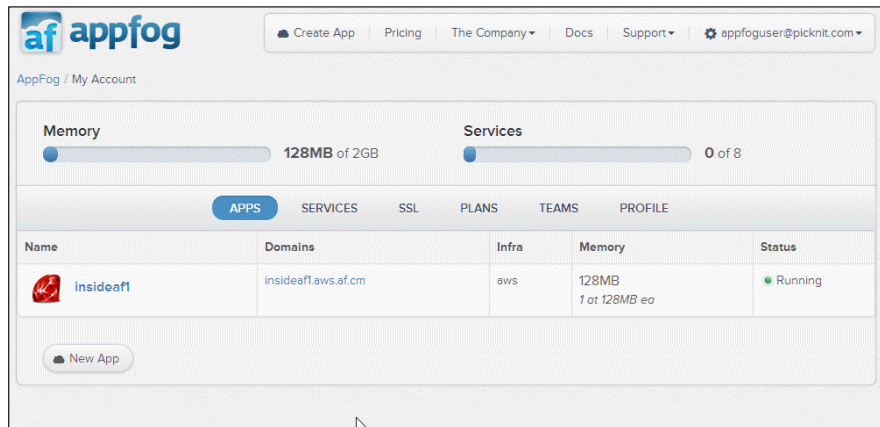 af appfog
Create App Pricing The Company Docs Support appfoguser@picknit.com
AppFog / My Account
Memory Services
128MB of 2GB 0 of 8
APPS SERVICES SSL PLANS TEAMS PROFILE
Name Domains Infra Memory Status
insideaf1 insideaf1.aws.af.cm aws 128MB Running
1 at 128MB ea
New App